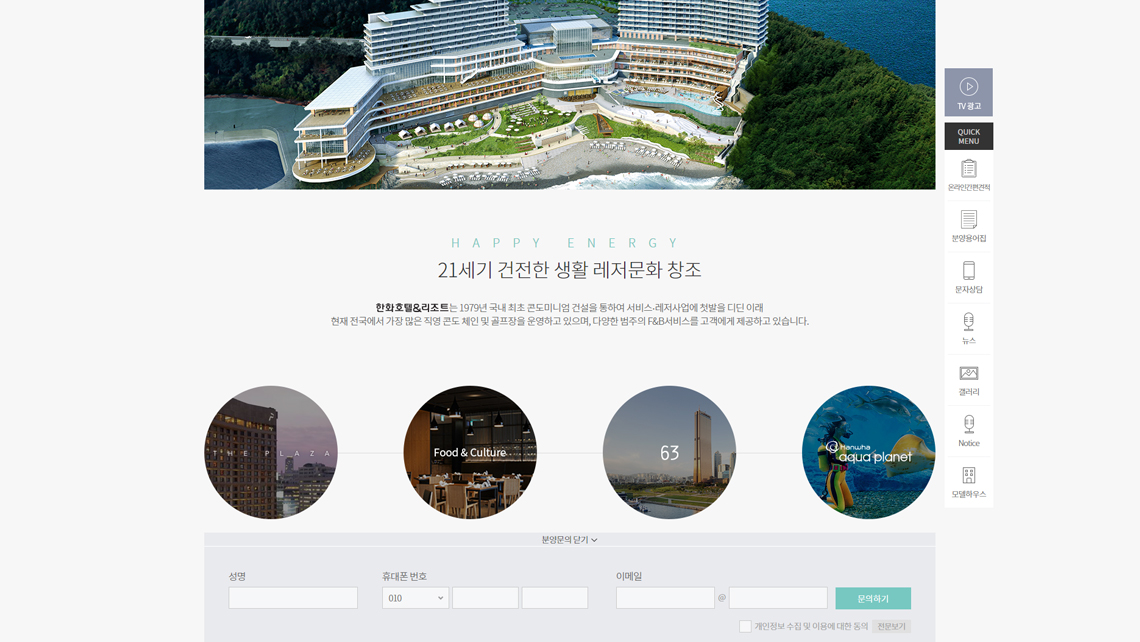 TV 광고
QUICK
MENU
온라인간편견적
분양용어집
문자상담
뉴스
갤러리
Notice
모델하우스
HAPPY ENERGY
21세기 건전한 생활 레저문화 창조
한화호텔&리조트는 1979년 국내 최초 콘도미니엄 건설을 통하여 서비스·레저사업에 첫발을 디딘 이래
현재 전국에서 가장 많은 직영 콘도 체인 및 골프장을 운영하고 있으며, 다양한 범주의 F&B서비스를 고객에게 제공하고 있습니다.
THE PLAZA
Food & Culture
63
Hanwha
aqua planet
분양문의 닫기
성명
휴대폰 번호
이메일
010
@
문의하기
개인정보 수집 및 이용에 대한 동의
전문보기